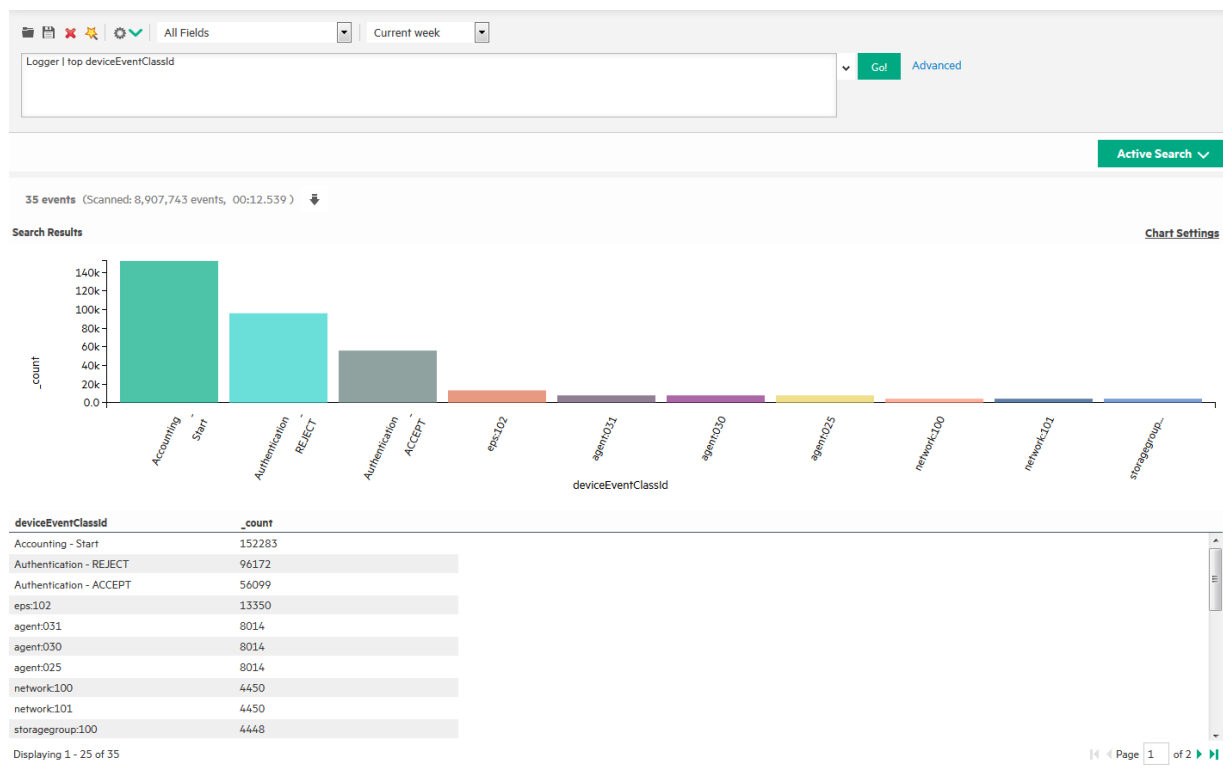 All Fields Current week
Logger | top deviceEventClassId
Go! Advanced
Active Search
35 events (Scanned: 8,907,743 events, 00:12.539 )
Search Results Chart Settings
140k
120k
100k
80k
60k
40k
20k
0.0
_count
Accounting - Start
Authentication - REJECT
Authentication - ACCEPT
eps:102
agent:031
agent:030
agent:025
network:100
network:101
storagegroup...
deviceEventClassId
deviceEventClassId _count
Accounting - Start 152283
Authentication - REJECT 96172
Authentication - ACCEPT 56099
eps:102 13350
agent:031 8014
agent:030 8014
agent:025 8014
network:100 4450
network:101 4450
storagegroup:100 4448
Displaying 1 - 25 of 35 Page 1 of 2